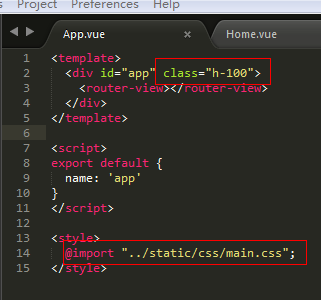 Project Preferences Help
App.vue × Home.vue
1 <template>
2 <div id="app" class="h-100">
3 <router-view></router-view>
4 </div>
5 </template>
6
7 <script>
8 export default {
9 name: 'app'
10 }
11 </script>
12
13 <style>
14 @import "../static/css/main.css";
15 </style>